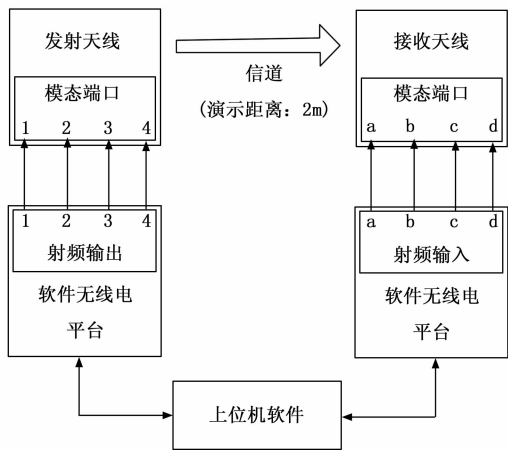 发射天线
模态端口
1 2 3 4
信道
(演示距离：2m)
接收天线
模态端口
a b c d
1 2 3 4
射频输出
软件无线电
平台
a b c d
射频输入
软件无线电
平台
上位机软件